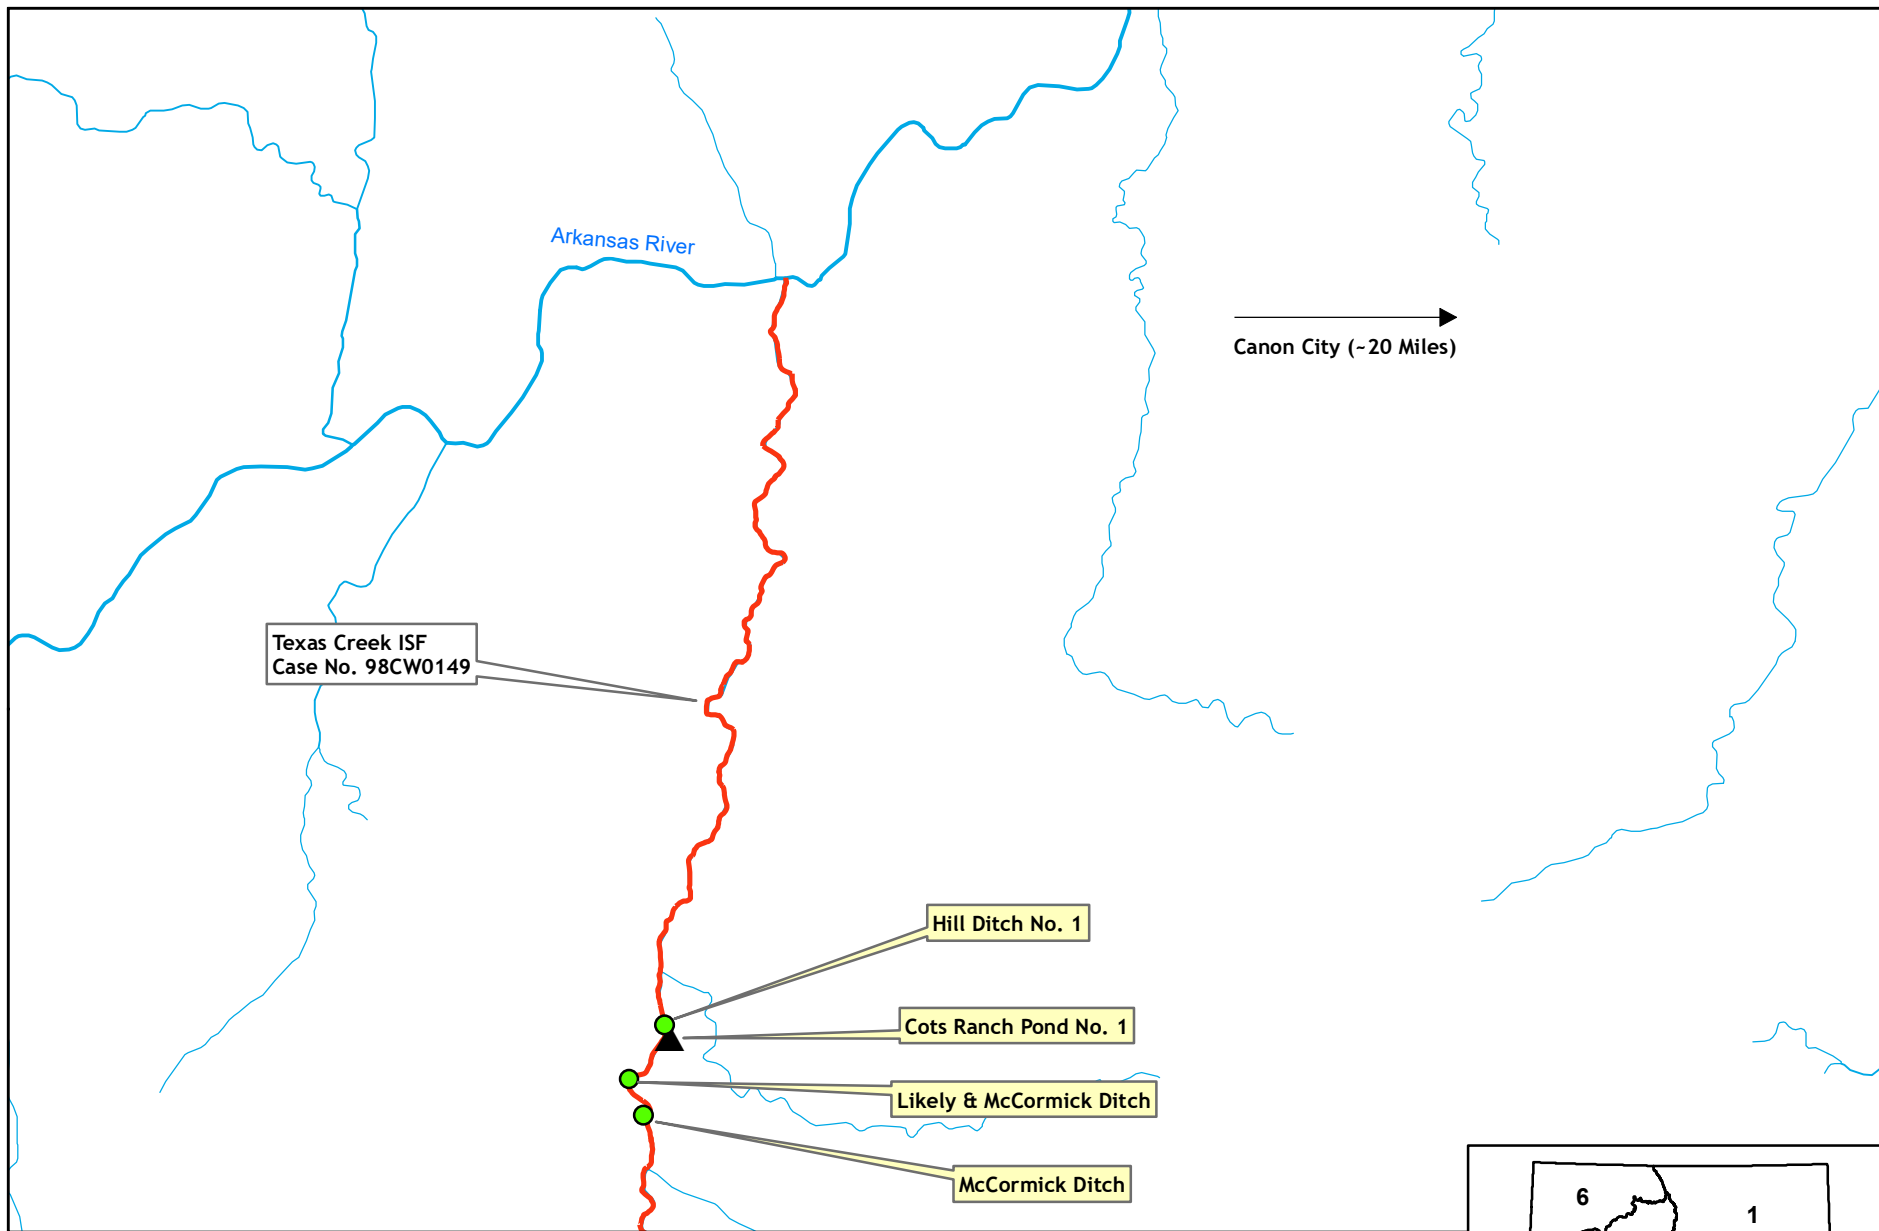 Arkansas River
Canon City (~20 Miles)
Texas Creek ISF
Case No. 98CW0149
Hill Ditch No. 1
Cots Ranch Pond No. 1
Likely & McCormick Ditch
McCormick Ditch
6
1